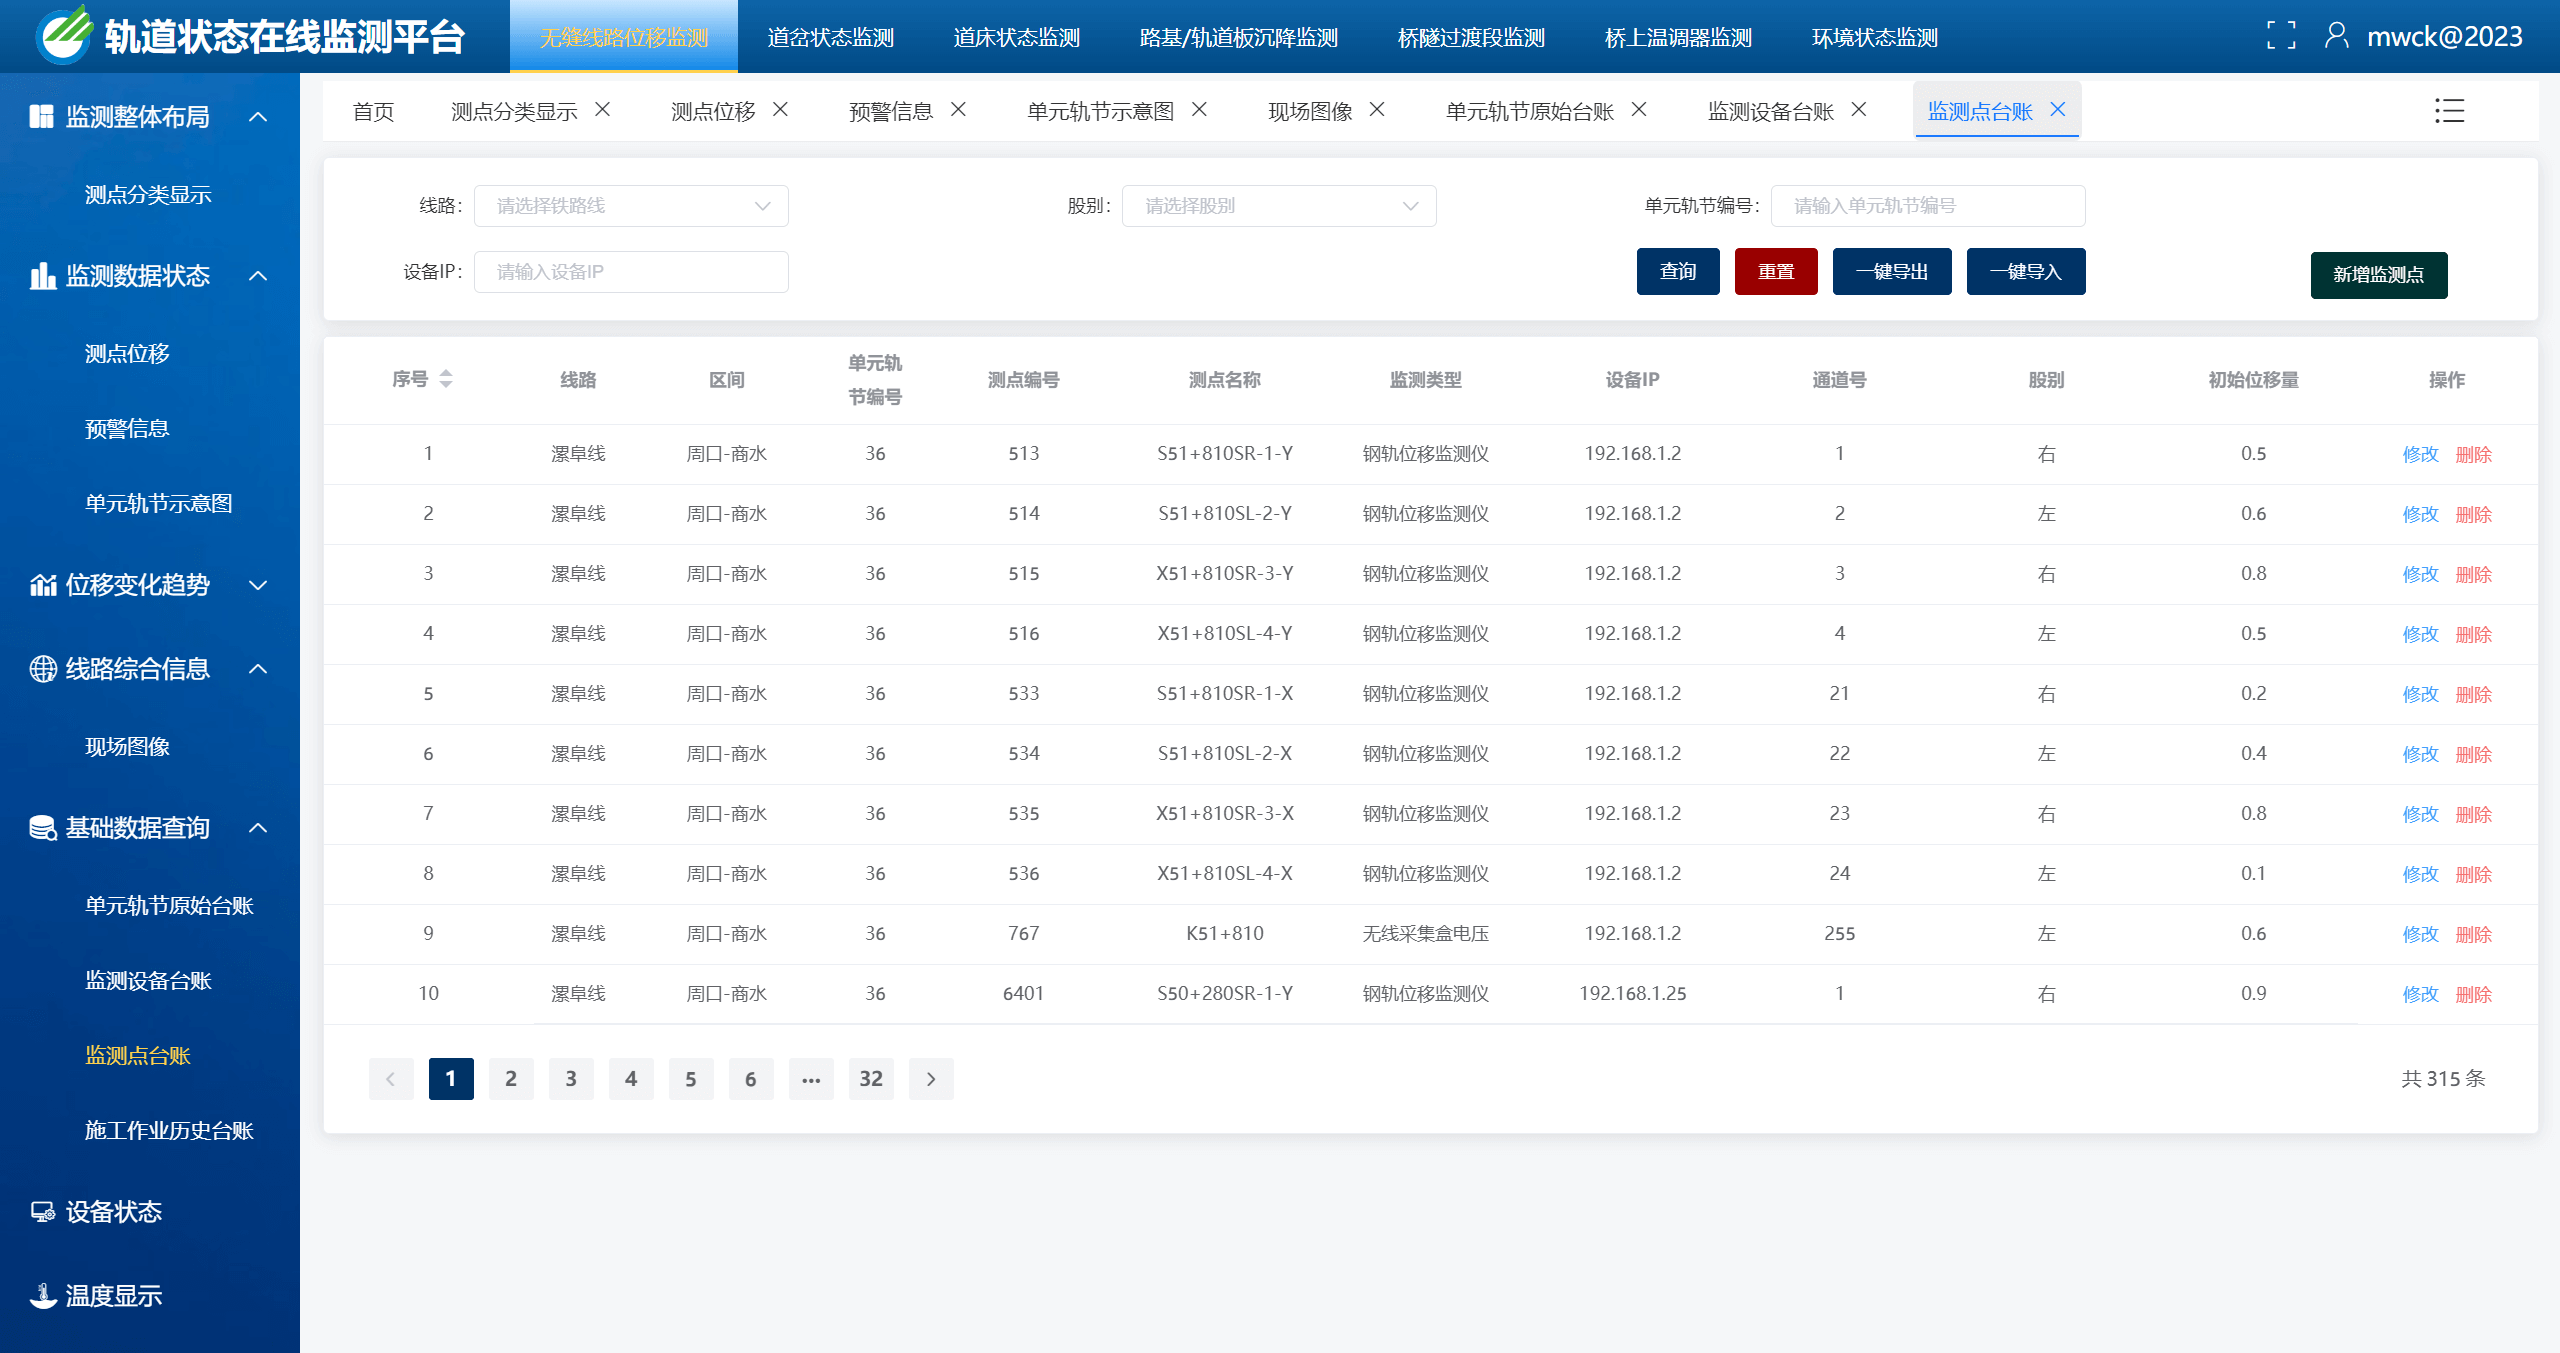 轨道状态在线监测平台 无缝线路位移监测 道岔状态监测 道床状态监测 路基/轨道板沉降监测 桥隧过渡段监测 桥上温调器监测 环境状态监测 mwck@2023
监测整体布局
测点分类显示
监测数据状态
测点位移
预警信息
单元轨节示意图
位移变化趋势
线路综合信息
现场图像
基础数据查询
单元轨节原始台账
监测设备台账
监测点台账
施工作业历史台账
设备状态
温度显示
首页 测点分类显示 测点位移 预警信息 单元轨节示意图 现场图像 单元轨节原始台账 监测设备台账 监测点台账
线路: 请选择铁路线 股别: 请选择股别 单元轨节编号: 请输入单元轨节编号
设备IP: 请输入设备IP 查询 重置 一键导出 一键导入 新增监测点
序号 线路 区间 单元轨节编号 测点编号 测点名称 监测类型 设备IP 通道号 股别 初始位移量 操作
1 漯阜线 周口-商水 36 513 S51+810SR-1-Y 钢轨位移监测仪 192.168.1.2 1 右 0.5 修改 删除
2 漯阜线 周口-商水 36 514 S51+810SL-2-Y 钢轨位移监测仪 192.168.1.2 2 左 0.6 修改 删除
3 漯阜线 周口-商水 36 515 X51+810SR-3-Y 钢轨位移监测仪 192.168.1.2 3 右 0.8 修改 删除
4 漯阜线 周口-商水 36 516 X51+810SL-4-Y 钢轨位移监测仪 192.168.1.2 4 左 0.5 修改 删除
5 漯阜线 周口-商水 36 533 S51+810SR-1-X 钢轨位移监测仪 192.168.1.2 21 右 0.2 修改 删除
6 漯阜线 周口-商水 36 534 S51+810SL-2-X 钢轨位移监测仪 192.168.1.2 22 左 0.4 修改 删除
7 漯阜线 周口-商水 36 535 X51+810SR-3-X 钢轨位移监测仪 192.168.1.2 23 右 0.8 修改 删除
8 漯阜线 周口-商水 36 536 X51+810SL-4-X 钢轨位移监测仪 192.168.1.2 24 左 0.1 修改 删除
9 漯阜线 周口-商水 36 767 K51+810 无线采集盒电压 192.168.1.2 255 左 0.6 修改 删除
10 漯阜线 周口-商水 36 6401 S50+280SR-1-Y 钢轨位移监测仪 192.168.1.25 1 右 0.9 修改 删除
1 2 3 4 5 6 ... 32 共 315 条